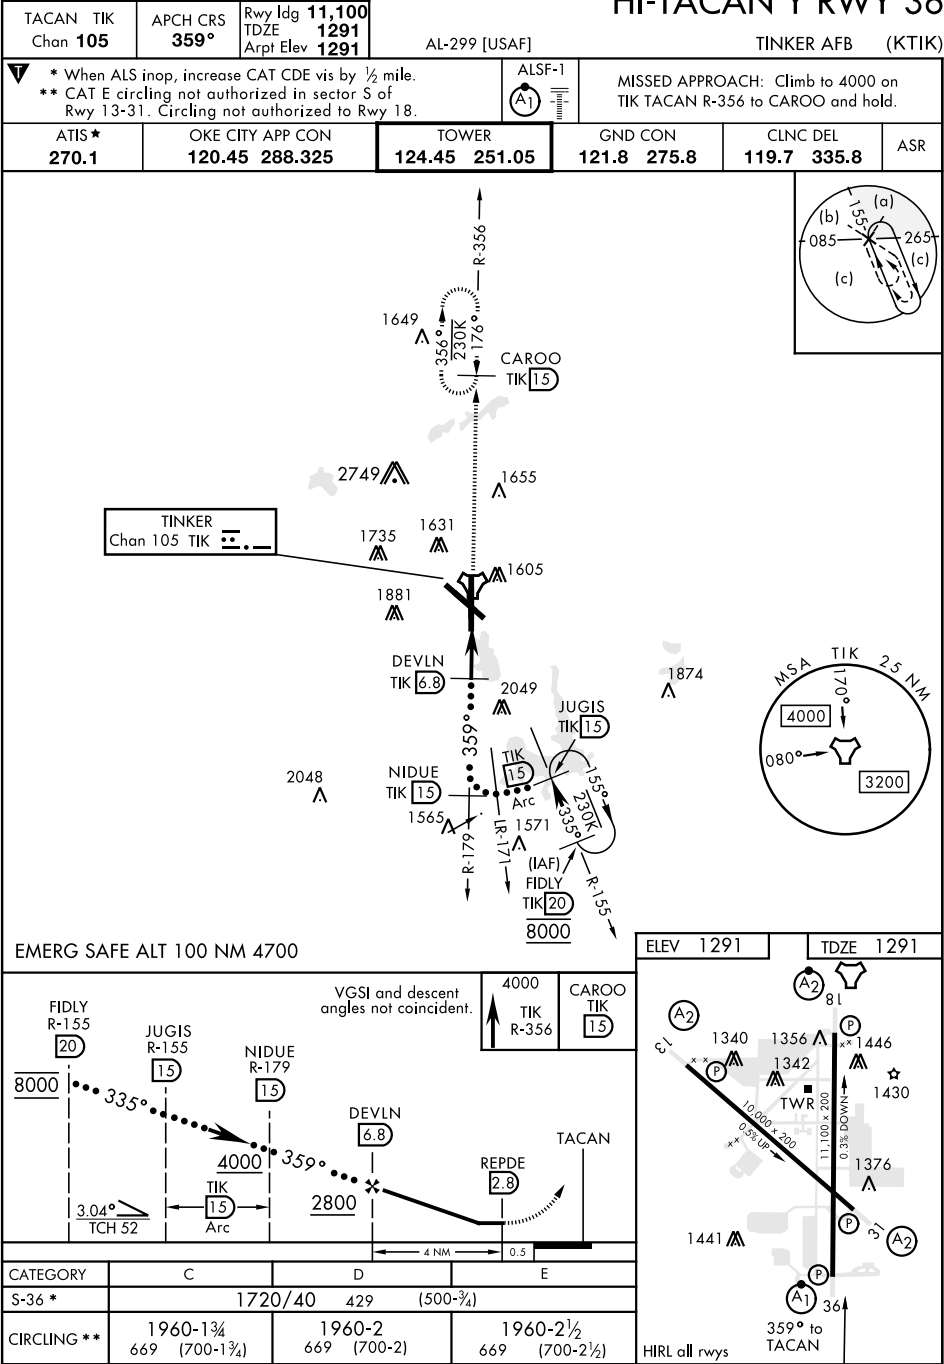 HI-TACAN Y RWY 36
TACAN TIK
Chan 105
APCH CRS
359°
Rwy ldg 11,100
TDZE 1291
Arpt Elev 1291
AL-299 [USAF]
TINKER AFB (KTIK)
T
* When ALS inop, increase CAT CDE vis by ½ mile.
** CAT E circling not authorized in sector S of
Rwy 13-31. Circling not authorized to Rwy 18.
ALSF-1
A1
MISSED APPROACH: Climb to 4000 on
TIK TACAN R-356 to CAROO and hold.
ATIS★
270.1
OKE CITY APP CON
120.45 288.325
TOWER
124.45 251.05
GND CON
121.8 275.8
CLNC DEL
119.7 335.8
ASR
(a)
(b)
155
085
265
(c)
(c)
R-356
1649
356°
230K
176°
CAROO
TIK 15
2749
1655
TINKER
Chan 105 TIK
1735
1631
1605
1881
DEVLN
TIK 6.8
2049
1874
359°
JUGIS
TIK 15
TIK
15
Arc
NIDUE
TIK 15
2048
1565
1571
155°
230K
335°
R-179
LR-171
(IAF)
FIDLY
TIK 20
8000
R-155
MSA TIK 25 NM
170°
4000
080°
3200
EMERG SAFE ALT 100 NM 4700
ELEV 1291
TDZE 1291
FIDLY
R-155
20
JUGIS
R-155
15
NIDUE
R-179
15
VGSI and descent
angles not coincident.
4000
TIK
R-356
CAROO
TIK
15
8000
335°
4000
359°
DEVLN
6.8
2800
REPDE
2.8
TACAN
3.04°
TCH 52
TIK
15
Arc
4 NM
0.5
A2
18
A2
13
P
1340
1356
1446
P
1342
1430
TWR
10,000 x 200
0.5% UP
11,100 x 200
0.3% DOWN
1376
P
31
A2
1441
P
A1
36
359° to
TACAN
HIRL all rwys
CATEGORY C D E
S-36 * 1720/40 429 (500-¾)
CIRCLING **
1960-1¾
669 (700-1¾)
1960-2
669 (700-2)
1960-2½
669 (700-2½)